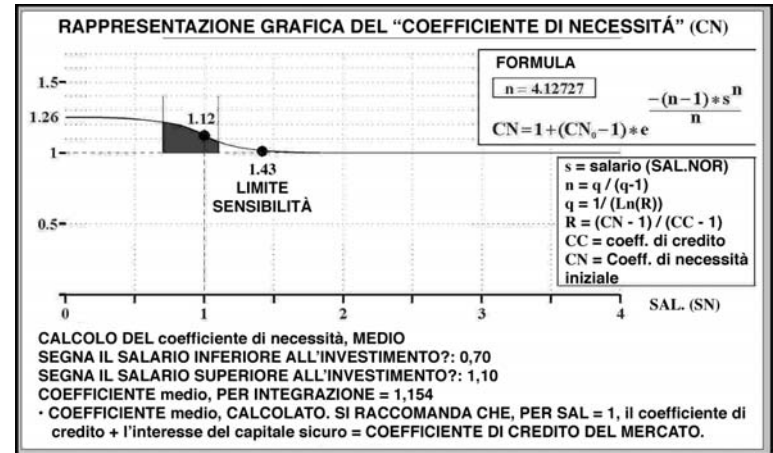 RAPPRESENTAZIONE GRAFICA DEL “COEFFICIENTE DI NECESSITÁ” (CN)
FORMULA
n = 4.12727
CN=1+(CN₀-1)*e^(-(n-1)*sⁿ/n)
1.5
1.26
1.12
1
1.43
LIMITE
SENSIBILITÀ
0.5
s = salario (SAL.NOR)
n = q / (q-1)
q = 1/ (Ln(R))
R = (CN - 1) / (CC - 1)
CC = coeff. di credito
CN = Coeff. di necessità
iniziale
0 1 2 3 4 SAL. (SN)
CALCOLO DEL coefficiente di necessità, MEDIO
SEGNA IL SALARIO INFERIORE ALL’INVESTIMENTO?: 0,70
SEGNA IL SALARIO SUPERIORE ALL’INVESTIMENTO?: 1,10
COEFFICIENTE medio, PER INTEGRAZIONE = 1,154
· COEFFICIENTE medio, CALCOLATO. SI RACCOMANDA CHE, PER SAL = 1, il coefficiente di
credito + l’interesse del capitale sicuro = COEFFICIENTE DI CREDITO DEL MERCATO.